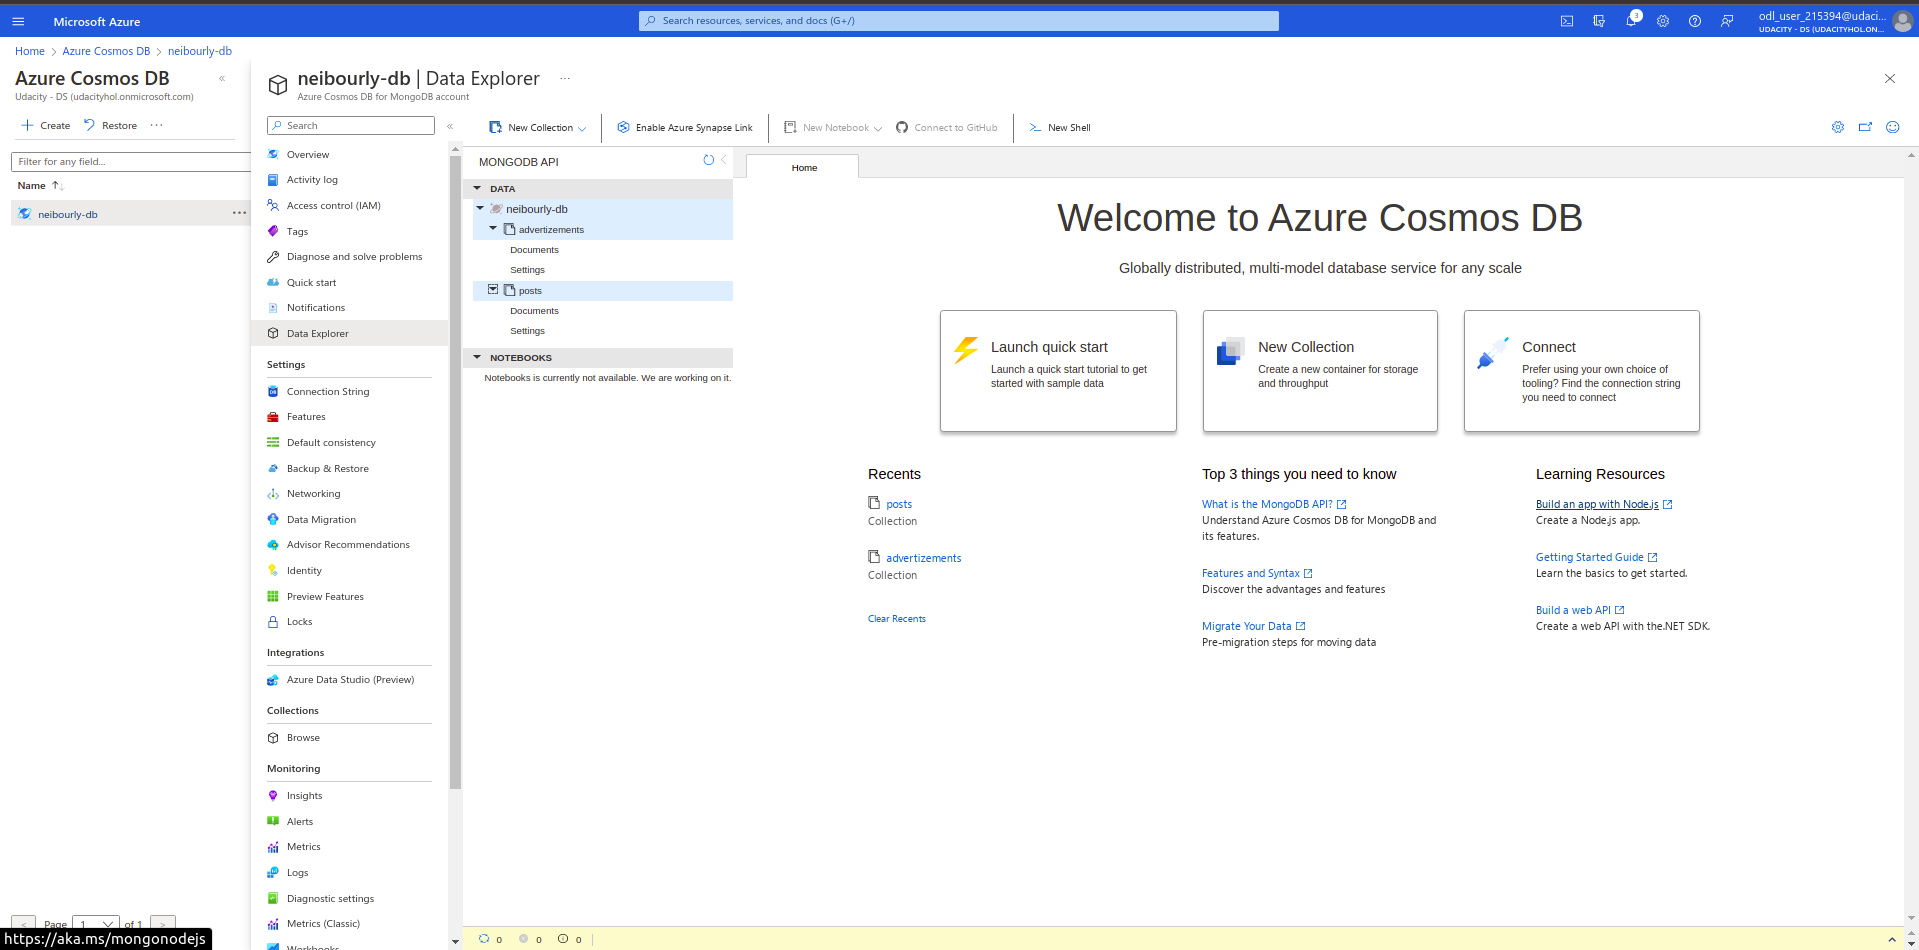 Microsoft Azure
Search resources, services, and docs (G+/)
3
odl_user_215394@udaci...
UDACITY - DS (UDACITYHOL.ON...
Home > Azure Cosmos DB > neibourly-db
Azure Cosmos DB
Udacity - DS (udacityhol.onmicrosoft.com)
Create
Restore
Filter for any field...
Name
neibourly-db
Page 1 of 1
https://aka.ms/mongonodejs
neibourly-db | Data Explorer
Azure Cosmos DB for MongoDB account
Search
Overview
Activity log
Access control (IAM)
Tags
Diagnose and solve problems
Quick start
Notifications
Data Explorer
Settings
Connection String
Features
Default consistency
Backup & Restore
Networking
Data Migration
Advisor Recommendations
Identity
Preview Features
Locks
Integrations
Azure Data Studio (Preview)
Collections
Browse
Monitoring
Insights
Alerts
Metrics
Logs
Diagnostic settings
Metrics (Classic)
Workbooks
New Collection
Enable Azure Synapse Link
New Notebook
Connect to GitHub
New Shell
MONGODB API
DATA
neibourly-db
advertizements
Documents
Settings
posts
Documents
Settings
NOTEBOOKS
Notebooks is currently not available. We are working on it.
Home
Welcome to Azure Cosmos DB
Globally distributed, multi-model database service for any scale
Launch quick start
Launch a quick start tutorial to get
started with sample data
New Collection
Create a new container for storage
and throughput
Connect
Prefer using your own choice of
tooling? Find the connection string
you need to connect
Recents
posts
Collection
advertizements
Collection
Clear Recents
Top 3 things you need to know
What is the MongoDB API?
Understand Azure Cosmos DB for MongoDB and
its features.
Features and Syntax
Discover the advantages and features
Migrate Your Data
Pre-migration steps for moving data
Learning Resources
Build an app with Node.js
Create a Node.js app.
Getting Started Guide
Learn the basics to get started.
Build a web API
Create a web API with the.NET SDK.
0 0 0